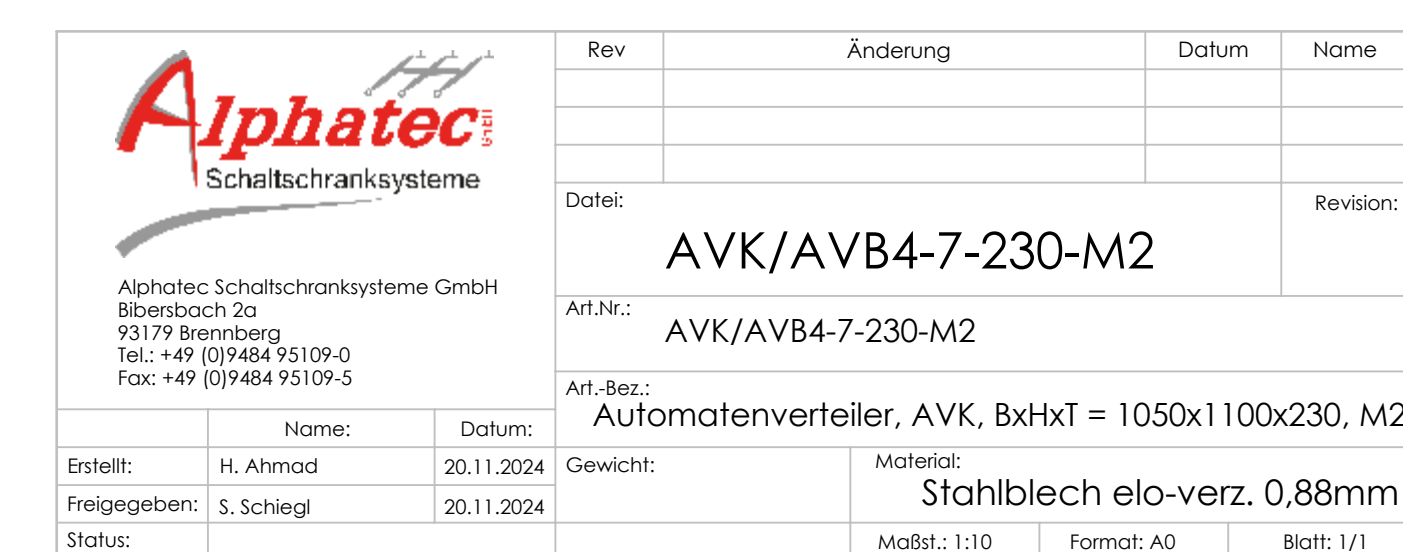 Alphatec GmbH
Schaltschranksysteme
Alphatec Schaltschranksysteme GmbH
Bibersbach 2a
93179 Brennberg
Tel.: +49 (0)9484 95109-0
Fax: +49 (0)9484 95109-5
Rev Änderung Datum Name
Datei: Revision:
AVK/AVB4-7-230-M2
Art.Nr.:
AVK/AVB4-7-230-M2
Art.-Bez.:
Automatenverteiler, AVK, BxHxT = 1050x1100x230, M2
Name: Datum:
Erstellt: H. Ahmad 20.11.2024
Freigegeben: S. Schiegl 20.11.2024
Status:
Gewicht: Material:
Stahlblech elo-verz. 0,88mm
Maßst.: 1:10 Format: A0 Blatt: 1/1